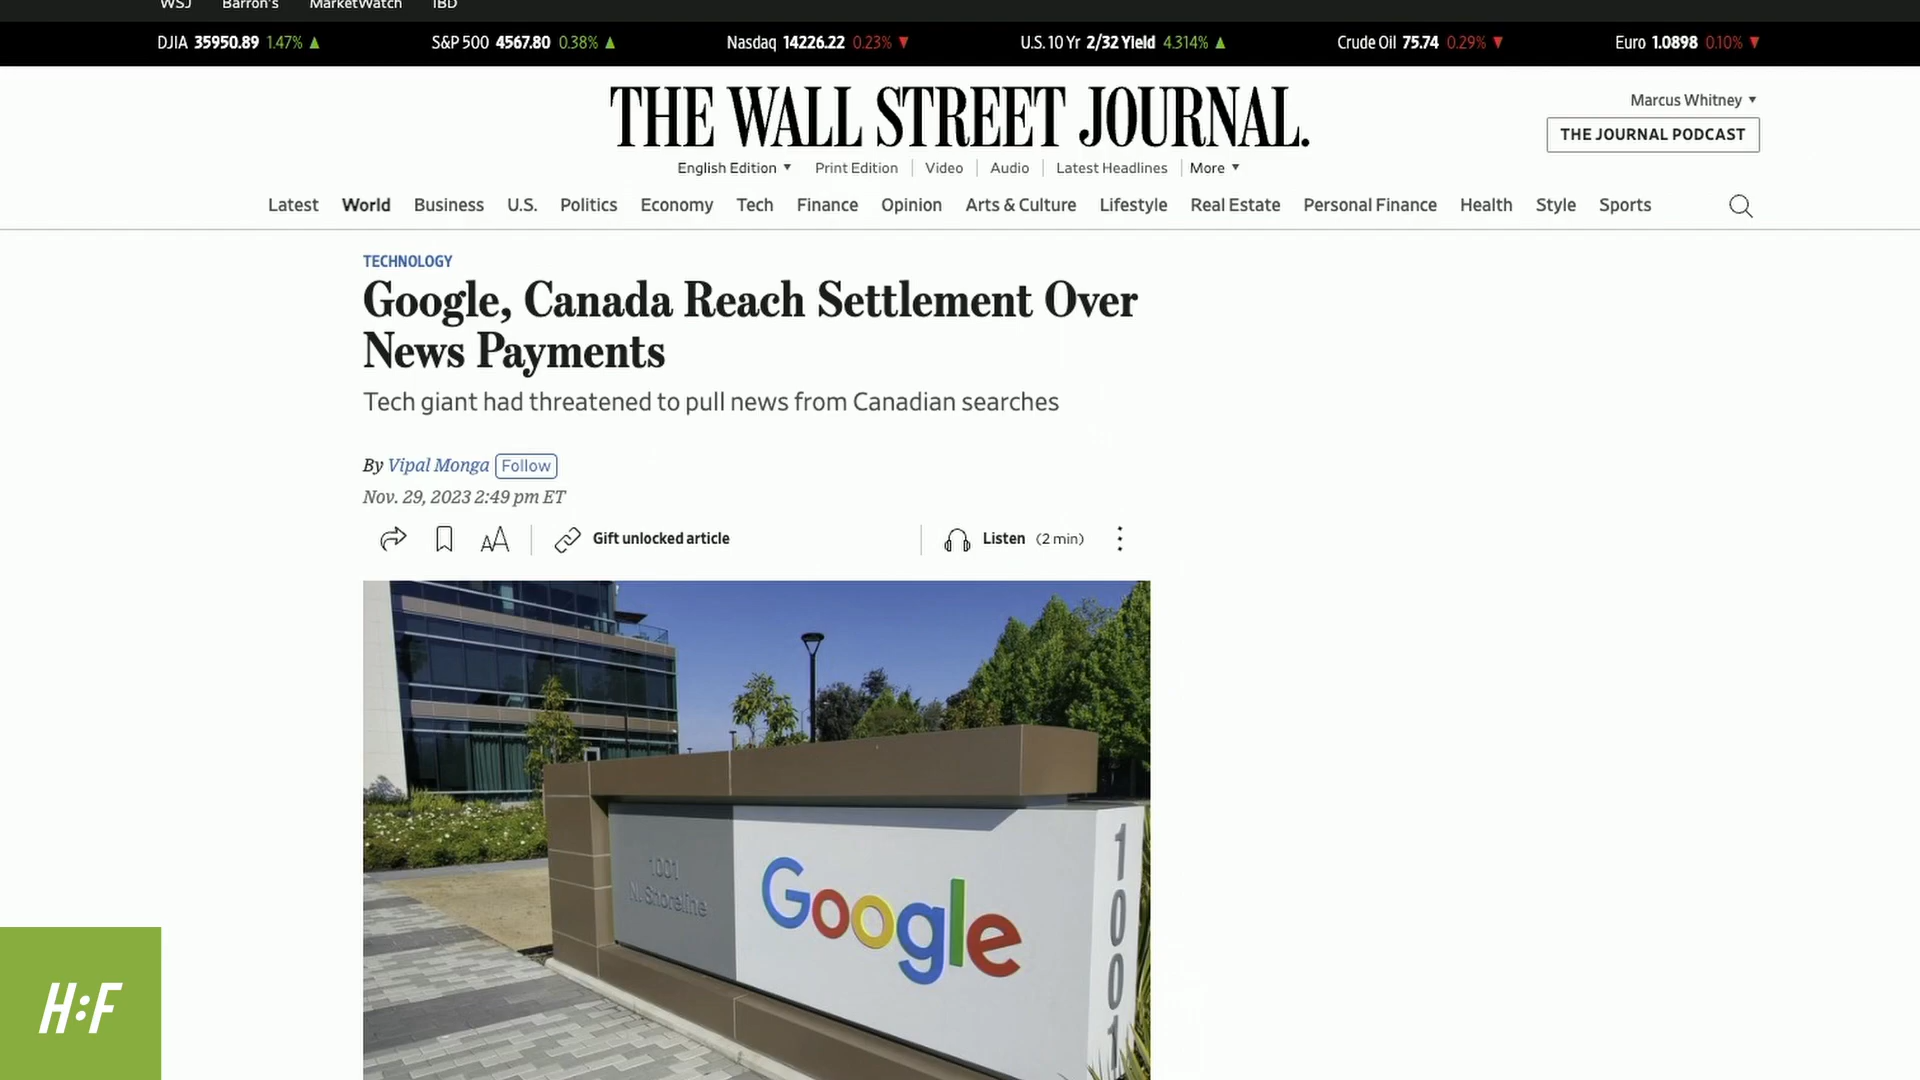 WSJ Barron's MarketWatch IBD
DJIA 35950.89 1.47% ▲ S&P 500 4567.80 0.38% ▲ Nasdaq 14226.22 0.23% ▼ U.S. 10 Yr 2/32 Yield 4.314% ▲ Crude Oil 75.74 0.29% ▼ Euro 1.0898 0.10% ▼
THE WALL STREET JOURNAL.
Marcus Whitney ▼
THE JOURNAL PODCAST
English Edition ▼ Print Edition | Video | Audio | Latest Headlines | More ▼
Latest World Business U.S. Politics Economy Tech Finance Opinion Arts & Culture Lifestyle Real Estate Personal Finance Health Style Sports
TECHNOLOGY
Google, Canada Reach Settlement Over
News Payments
Tech giant had threatened to pull news from Canadian searches
By Vipal Monga Follow
Nov. 29, 2023 2:49 pm ET
AA Gift unlocked article Listen (2 min)
1001
N. Shoreline
Google
1001
H:F